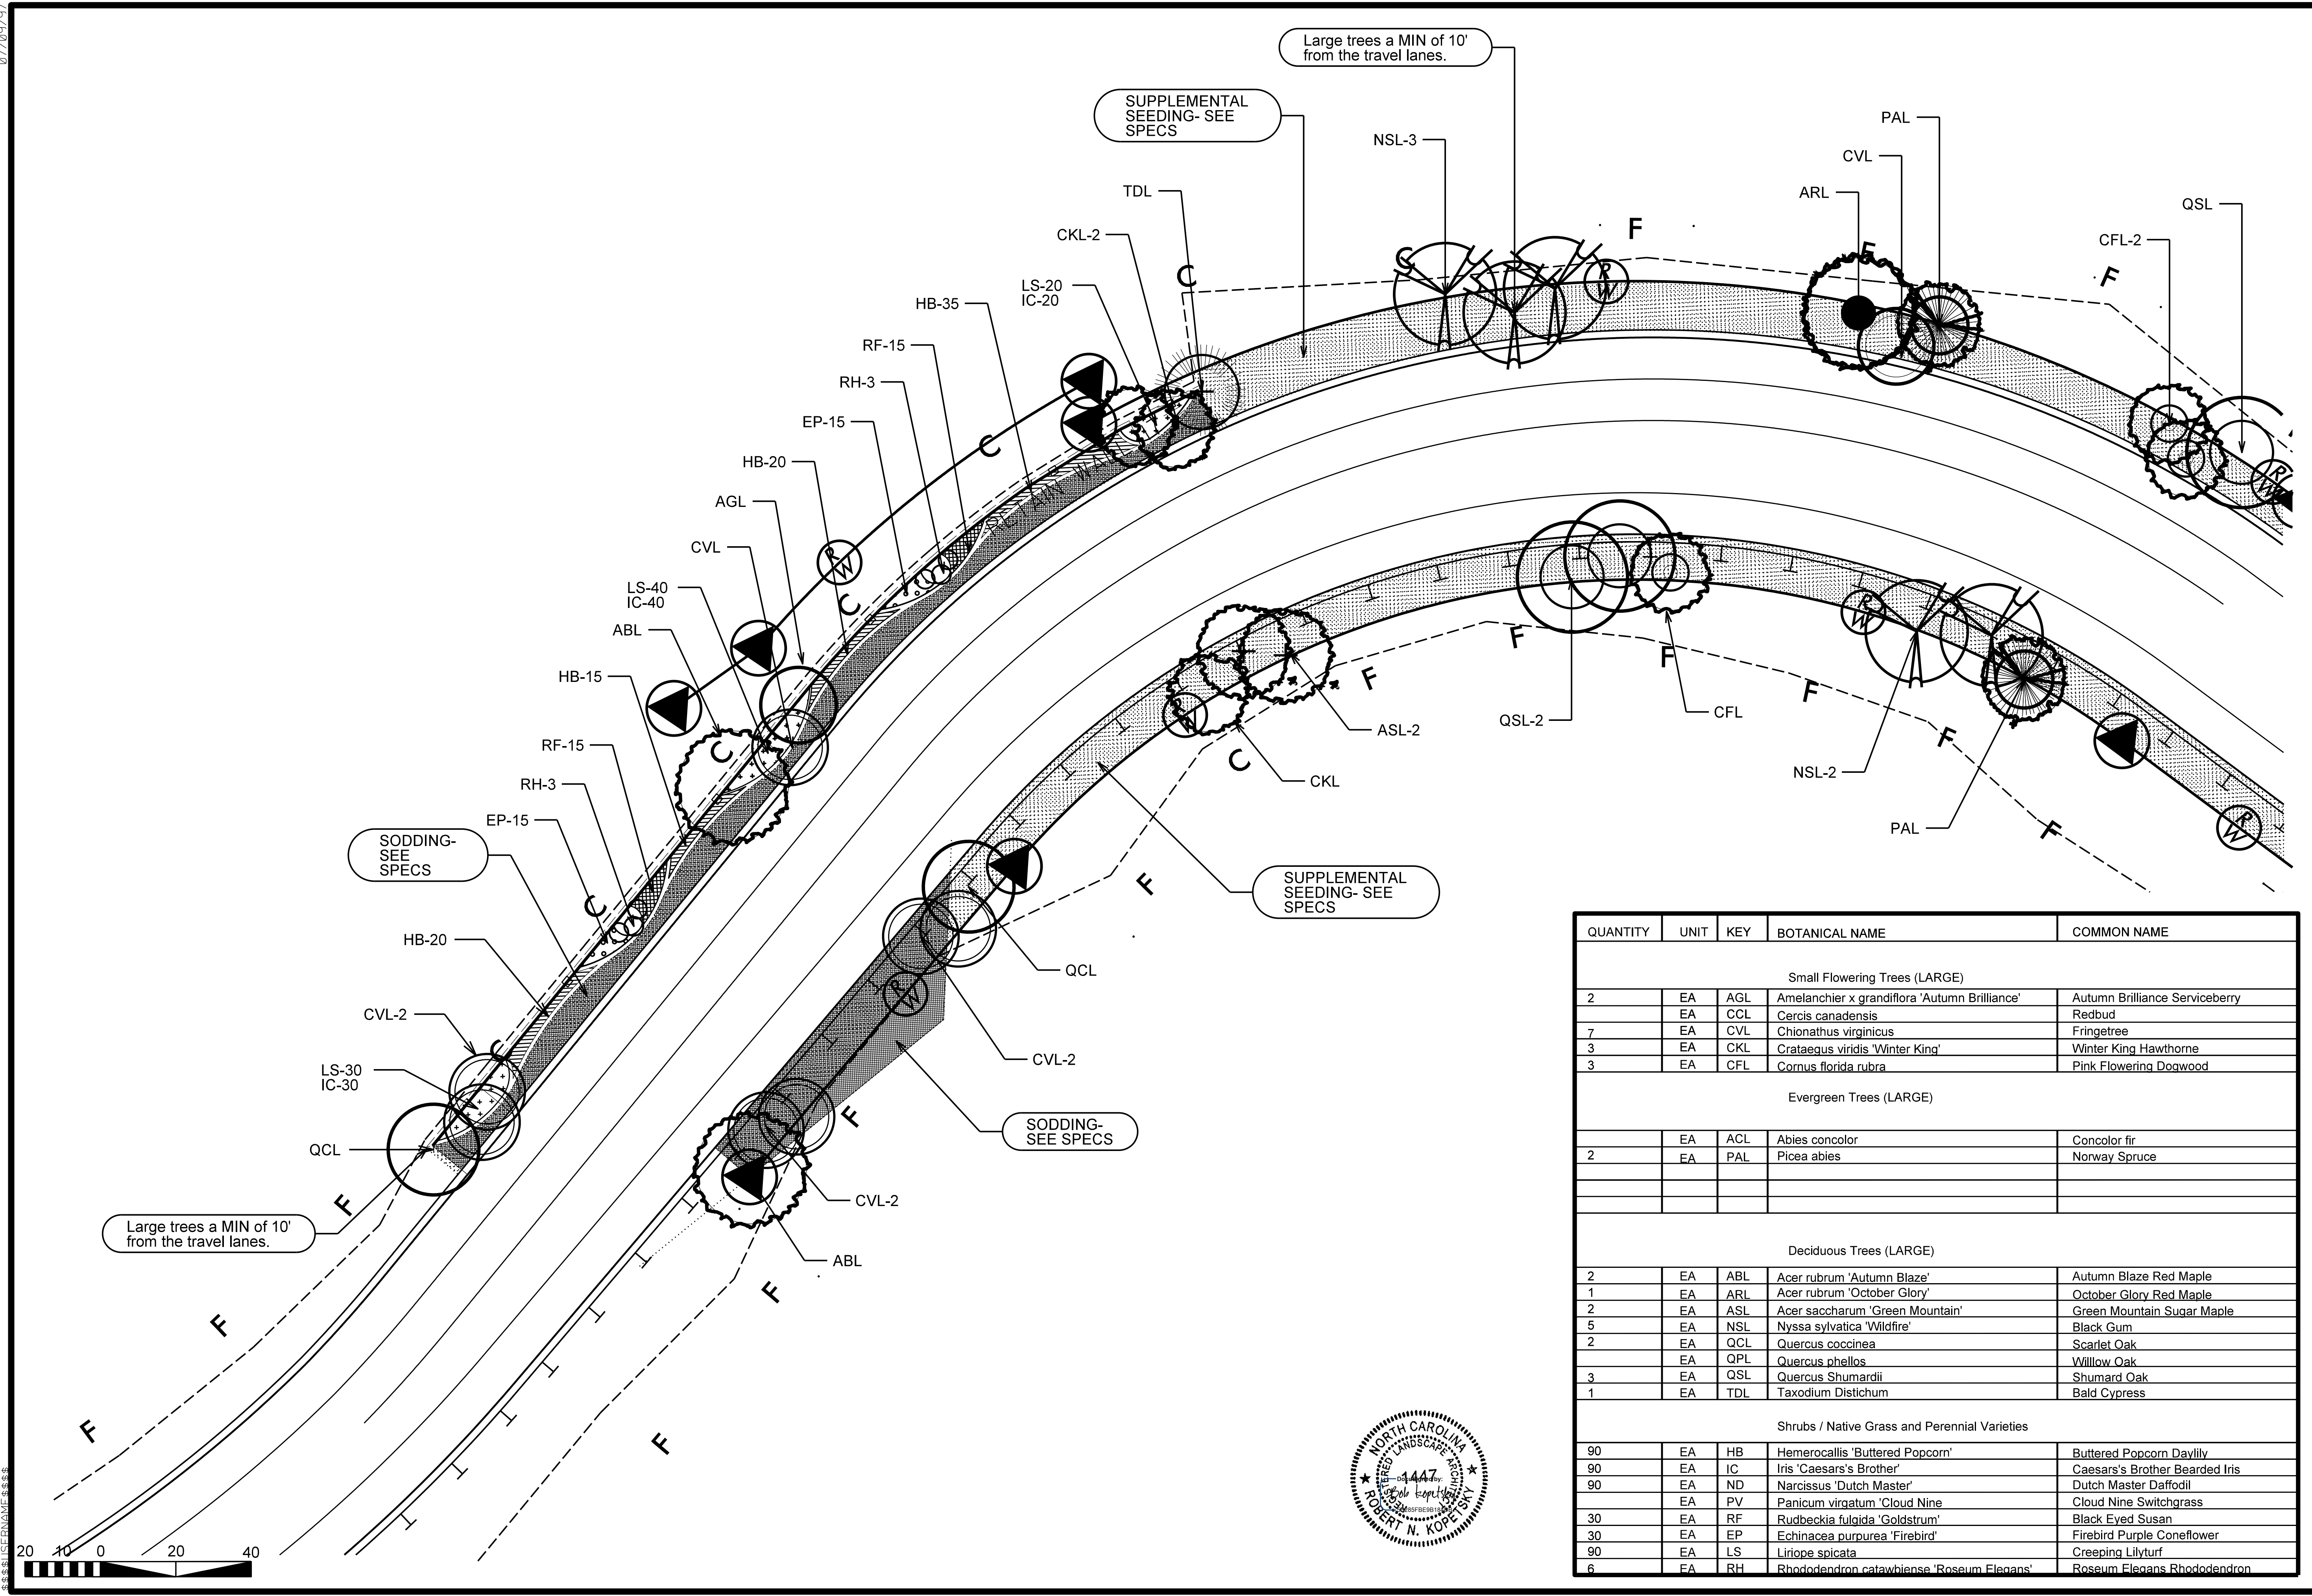 07/09/97
Large trees a MIN of 10'
from the travel lanes.
SUPPLEMENTAL
SEEDING- SEE
SPECS
NSL-3
PAL
CVL
ARL
QSL
CFL-2
TDL
CKL-2
LS-20
IC-20
HB-35
RF-15
RH-3
EP-15
HB-20
AGL
CVL
LS-40
IC-40
ABL
HB-15
RF-15
RH-3
EP-15
SODDING-
SEE
SPECS
HB-20
CVL-2
LS-30
IC-30
QCL
Large trees a MIN of 10'
from the travel lanes.
F
F
F
C
C
C
C
C
C
C
C
RW
RW
RW
RW
RW
RW
RW
F
F
F
F
F
F
F
C
F
F
F
F
F
F
F
ASL-2
CKL
QSL-2
CFL
NSL-2
PAL
SUPPLEMENTAL
SEEDING- SEE
SPECS
QCL
CVL-2
SODDING-
SEE SPECS
CVL-2
ABL
QUANTITY UNIT KEY BOTANICAL NAME COMMON NAME
Small Flowering Trees (LARGE)
2 EA AGL Amelanchier x grandiflora 'Autumn Brilliance' Autumn Brilliance Serviceberry
EA CCL Cercis canadensis Redbud
7 EA CVL Chionathus virginicus Fringetree
3 EA CKL Crataegus viridis 'Winter King' Winter King Hawthorne
3 EA CFL Cornus florida rubra Pink Flowering Dogwood
Evergreen Trees (LARGE)
EA ACL Abies concolor Concolor fir
2 EA PAL Picea abies Norway Spruce
Deciduous Trees (LARGE)
2 EA ABL Acer rubrum 'Autumn Blaze' Autumn Blaze Red Maple
1 EA ARL Acer rubrum 'October Glory' October Glory Red Maple
2 EA ASL Acer saccharum 'Green Mountain' Green Mountain Sugar Maple
5 EA NSL Nyssa sylvatica 'Wildfire' Black Gum
2 EA QCL Quercus coccinea Scarlet Oak
EA QPL Quercus phellos Willlow Oak
3 EA QSL Quercus Shumardii Shumard Oak
1 EA TDL Taxodium Distichum Bald Cypress
Shrubs / Native Grass and Perennial Varieties
90 EA HB Hemerocallis 'Buttered Popcorn' Buttered Popcorn Daylily
90 EA IC Iris 'Caesars's Brother' Caesars's Brother Bearded Iris
90 EA ND Narcissus 'Dutch Master' Dutch Master Daffodil
EA PV Panicum virgatum 'Cloud Nine Cloud Nine Switchgrass
30 EA RF Rudbeckia fulgida 'Goldstrum' Black Eyed Susan
30 EA EP Echinacea purpurea 'Firebird' Firebird Purple Coneflower
90 EA LS Liriope spicata Creeping Lilyturf
6 EA RH Rhododendron catawbiense 'Roseum Elegans' Roseum Elegans Rhododendron
NORTH CAROLINA
REGISTERED LANDSCAPE ARCHITECT
1447
Bob Kopetsky
ROBERT N. KOPETSKY
20 10 0 20 40
$$$$USERNAME$$$$